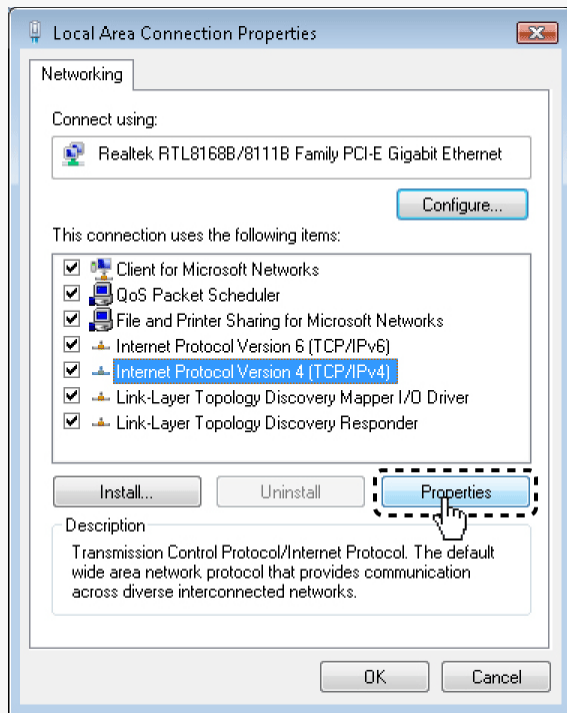 Local Area Connection Properties
Networking
Connect using:
Realtek RTL8168B/8111B Family PCI-E Gigabit Ethernet
Configure...
This connection uses the following items:
Client for Microsoft Networks
QoS Packet Scheduler
File and Printer Sharing for Microsoft Networks
Internet Protocol Version 6 (TCP/IPv6)
Internet Protocol Version 4 (TCP/IPv4)
Link-Layer Topology Discovery Mapper I/O Driver
Link-Layer Topology Discovery Responder
Install...
Uninstall
Properties
Description
Transmission Control Protocol/Internet Protocol. The default
wide area network protocol that provides communication
across diverse interconnected networks.
OK
Cancel